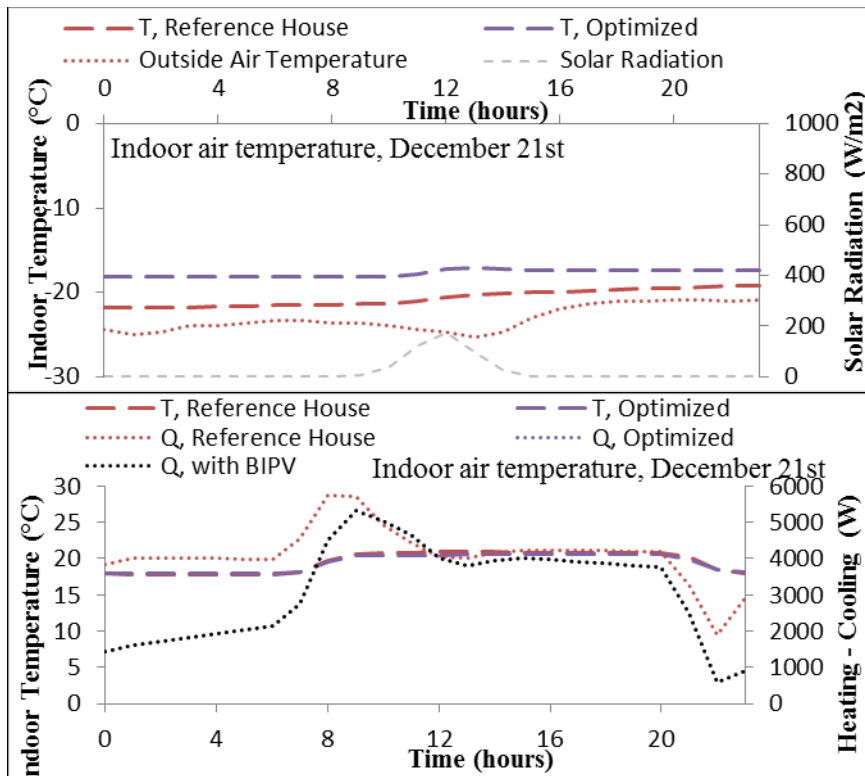 T, Reference House T, Optimized
Outside Air Temperature Solar Radiation
0 4 8 12 16 20
Time (hours)
0 1000
Indoor air temperature, December 21st
800
-10
600
400
-20
200
-30 0
Indoor Temperature (°C)
Solar Radiation (W/m2)
T, Reference House T, Optimized
Q, Reference House Q, Optimized
Q, with BIPV
Indoor air temperature, December 21st
30 6000
25 5000
20 4000
15 3000
10 2000
5 1000
0 0
Indoor Temperature (°C)
Heating - Cooling (W)
0 4 8 12 16 20
Time (hours)